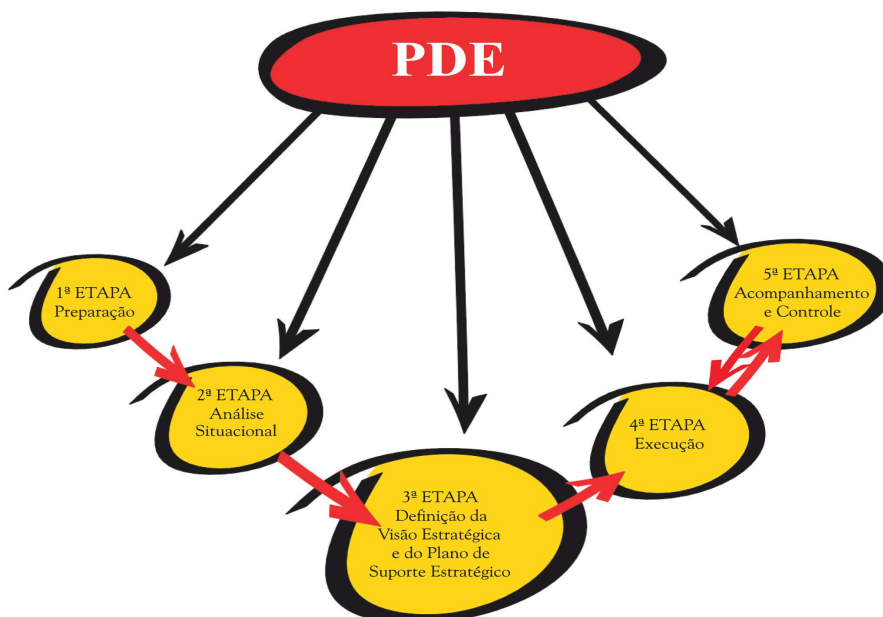 PDE
1ª ETAPA
Preparação
2ª ETAPA
Análise
Situacional
3ª ETAPA
Definição da
Visão Estratégica
e do Plano de
Suporte Estratégico
4ª ETAPA
Execução
5ª ETAPA
Acompanhamento
e Controle